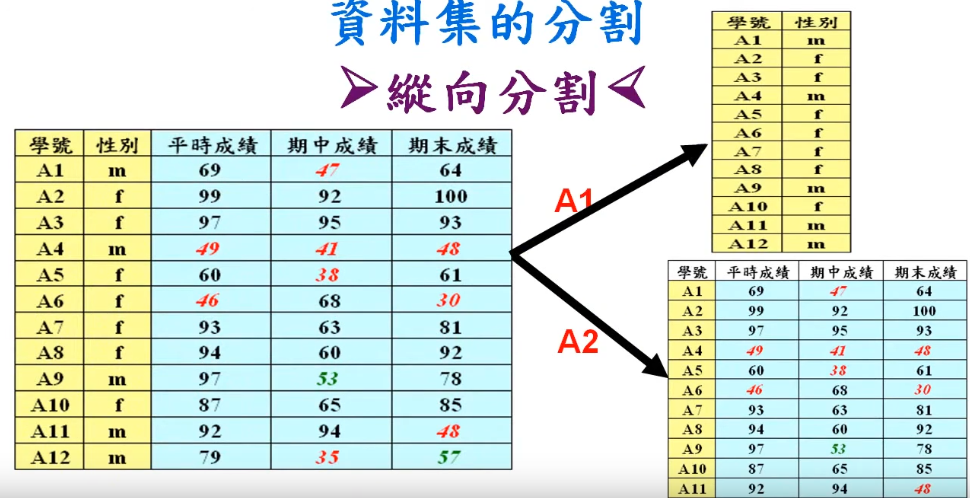 資料集的分割
➢縱向分割
學號 性別 平時成績 期中成績 期末成績
A1 m 69 47 64
A2 f 99 92 100
A3 f 97 95 93
A4 m 49 41 48
A5 f 60 38 61
A6 f 46 68 30
A7 f 93 63 81
A8 f 94 60 92
A9 m 97 53 78
A10 f 87 65 85
A11 m 92 94 48
A12 m 79 35 57
A1
A2
學號 性別
A1 m
A2 f
A3 f
A4 m
A5 f
A6 f
A7 f
A8 f
A9 m
A10 f
A11 m
A12 m
學號 平時成績 期中成績 期末成績
A1 69 47 64
A2 99 92 100
A3 97 95 93
A4 49 41 48
A5 60 38 61
A6 46 68 30
A7 93 63 81
A8 94 60 92
A9 97 53 78
A10 87 65 85
A11 92 94 48